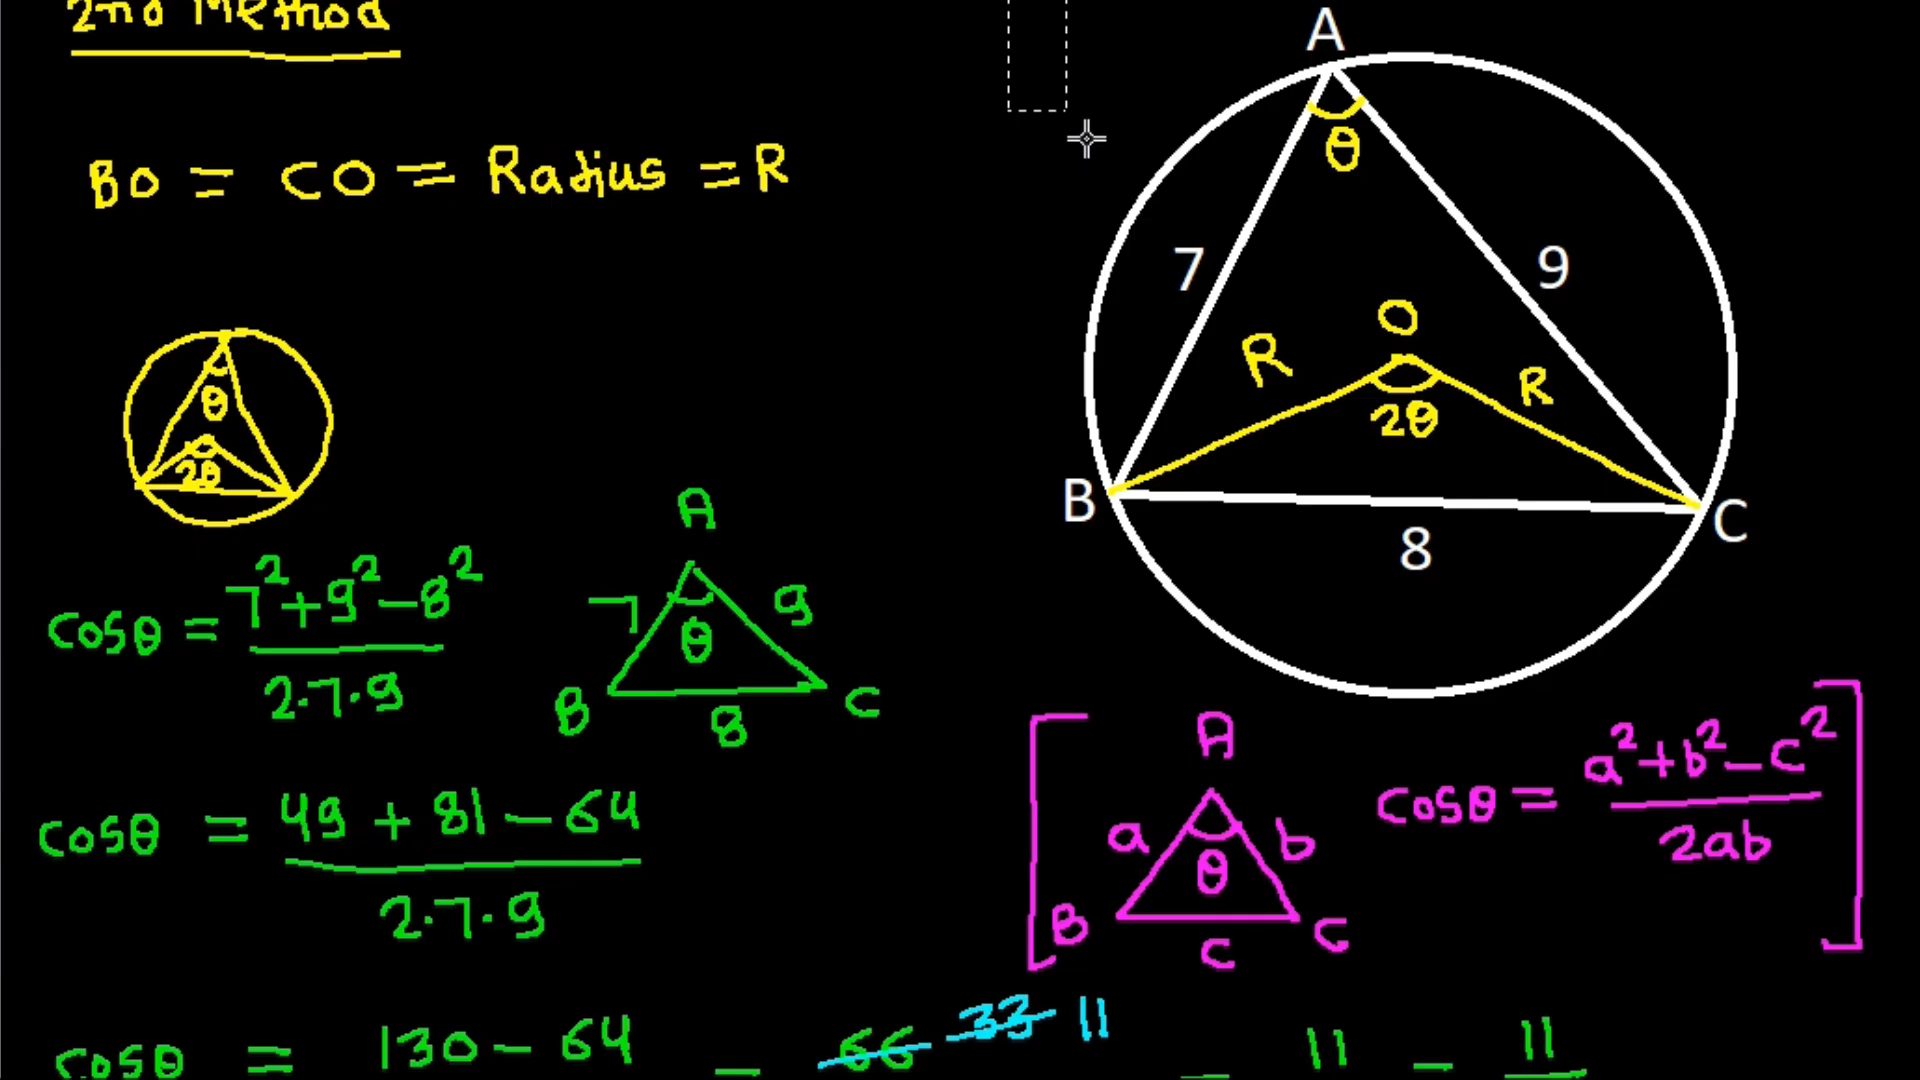 2nd Method
BO = CO = Radius = R
θ
2θ
cosθ = 7²+9²-8² / 2·7·9
A
7
9
θ
B
8
C
cosθ = 49 + 81 - 64 / 2·7·9
cosθ = 130 - 64 = 66 33 11 = 11 = 11
A
θ
7
9
O
R
R
2θ
B
C
8
A
a
b
θ
B
C
C
cosθ = a²+b²-c² / 2ab